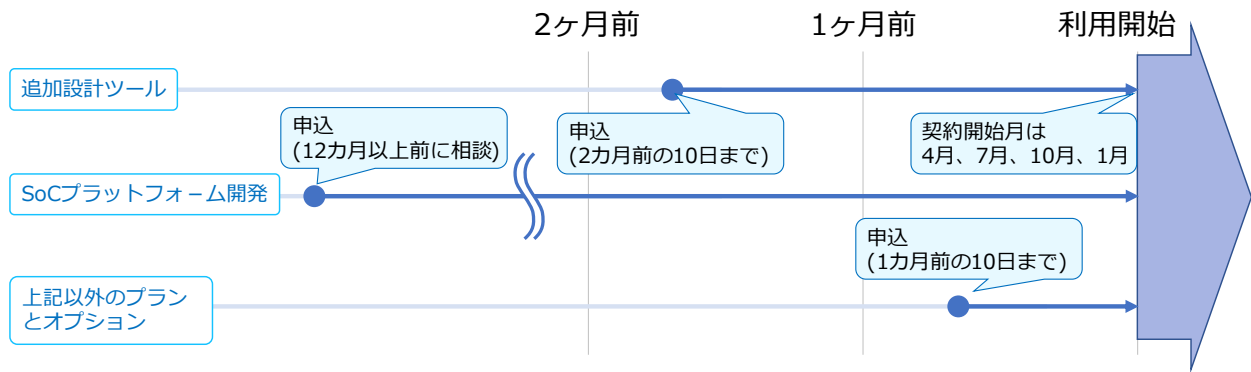 2ヶ月前
1ヶ月前
利用開始
追加設計ツール
申込
(12カ月以上前に相談)
申込
(2カ月前の10日まで)
契約開始月は
4月、7月、10月、1月
SoCプラットフォーム開発
申込
(1カ月前の10日まで)
上記以外のプラン
とオプション